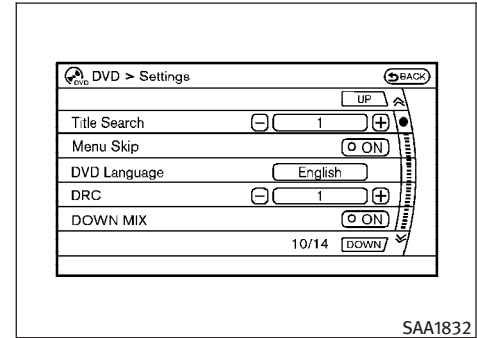 DVD DVD > Settings BACK
UP
Title Search − 1 +
Menu Skip ON
DVD Language English
DRC − 1 +
DOWN MIX ON
10/14 DOWN
SAA1832